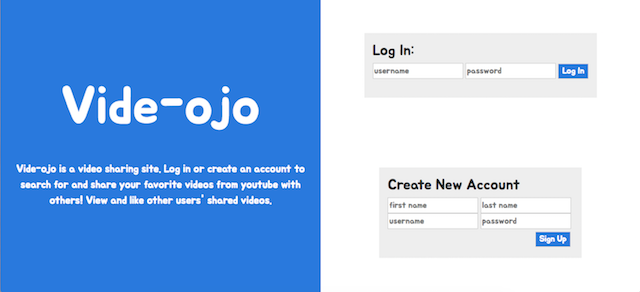 Vide-ojo
Vide-ojo is a video sharing site. Log in or create an account to
search for and share your favorite videos from youtube with
others! View and like other users' shared videos.
Log In:
username password Log In
Create New Account
first name last name
username password
Sign Up